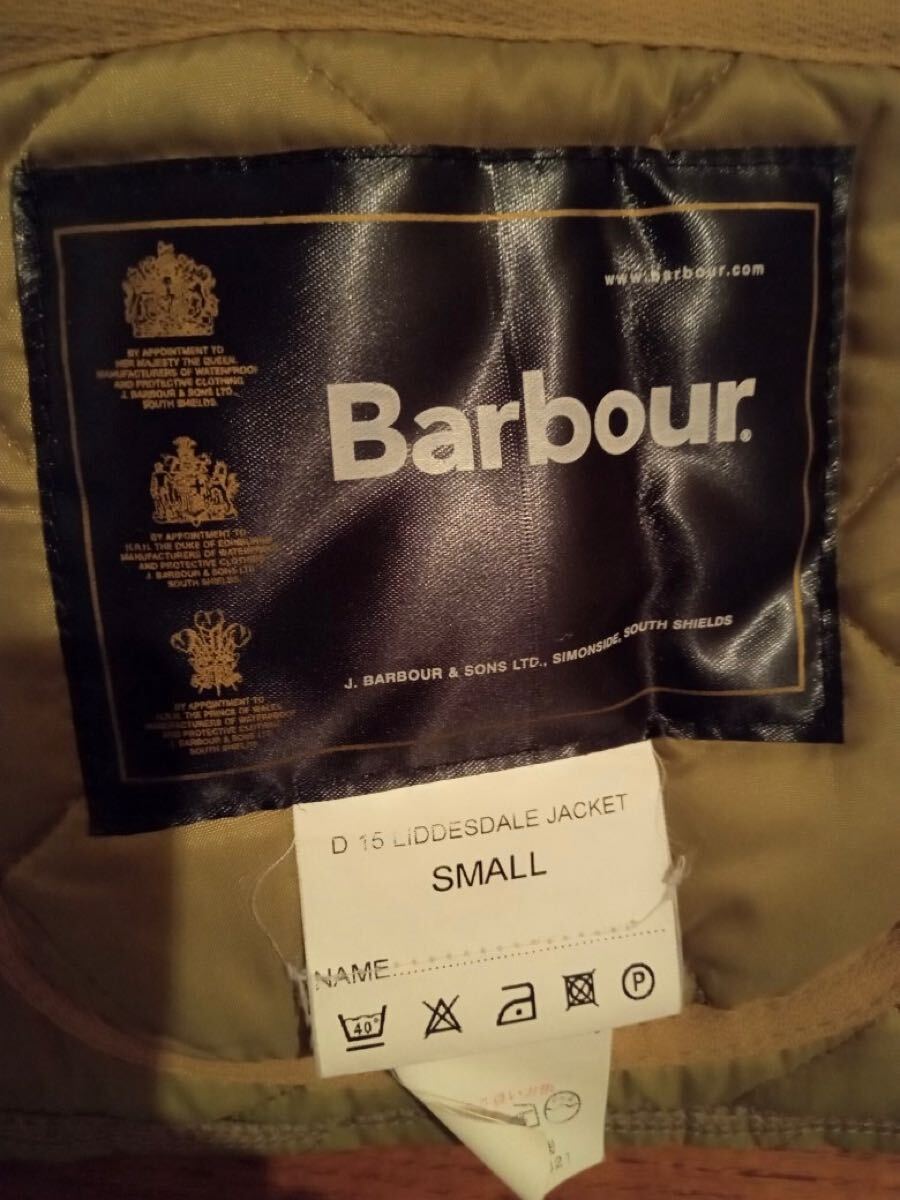 www.barbour.com
BY APPOINTMENT TO
HER MAJESTY THE QUEEN.
MANUFACTURERS OF WATERPROOF
AND PROTECTIVE CLOTHING
J. BARBOUR & SONS LTD.
SOUTH SHIELDS.
Barbour.
BY APPOINTMENT TO
H.R.H. THE DUKE OF EDINBURGH
MANUFACTURERS OF WATERPROOF
AND PROTECTIVE CLOTHING
J. BARBOUR & SONS LTD.
SOUTH SHIELDS.
BY APPOINTMENT TO
H.R.H. THE PRINCE OF WALES
MANUFACTURERS OF WATERPROOF
AND PROTECTIVE CLOTHING
J. BARBOUR & SONS LTD.
SOUTH SHIELDS
J. BARBOUR & SONS LTD., SIMONSIDE, SOUTH SHIELDS
D 15 LIDDESDALE JACKET
SMALL
NAME
40°
P